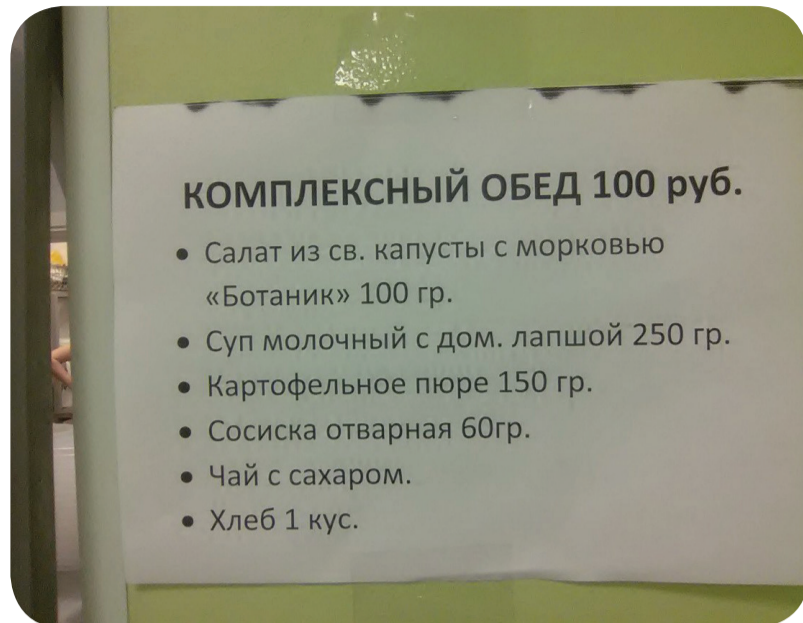 КОМПЛЕКСНЫЙ ОБЕД 100 руб.
• Салат из св. капусты с морковью
«Ботаник» 100 гр.
• Суп молочный с дом. лапшой 250 гр.
• Картофельное пюре 150 гр.
• Сосиска отварная 60гр.
• Чай с сахаром.
• Хлеб 1 кус.